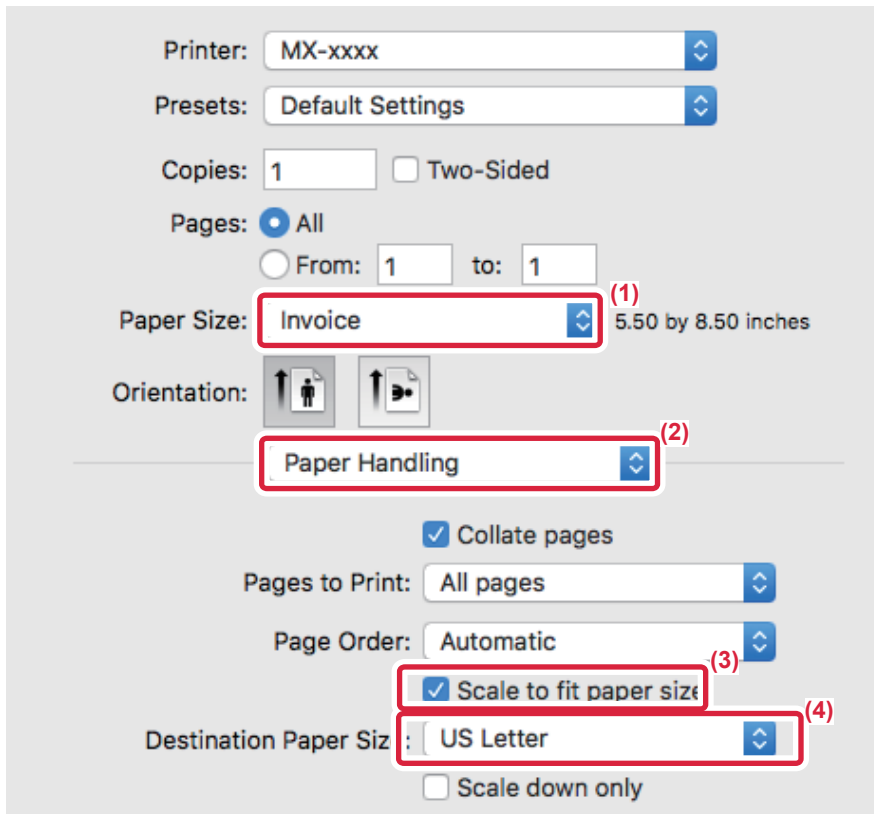 Printer: MX-xxxx
Presets: Default Settings
Copies: 1 Two-Sided
Pages: All
From: 1 to: 1
(1)
Paper Size: Invoice 5.50 by 8.50 inches
Orientation:
(2)
Paper Handling
Collate pages
Pages to Print: All pages
Page Order: Automatic
(3)
Scale to fit paper size
(4)
Destination Paper Siz : US Letter
Scale down only